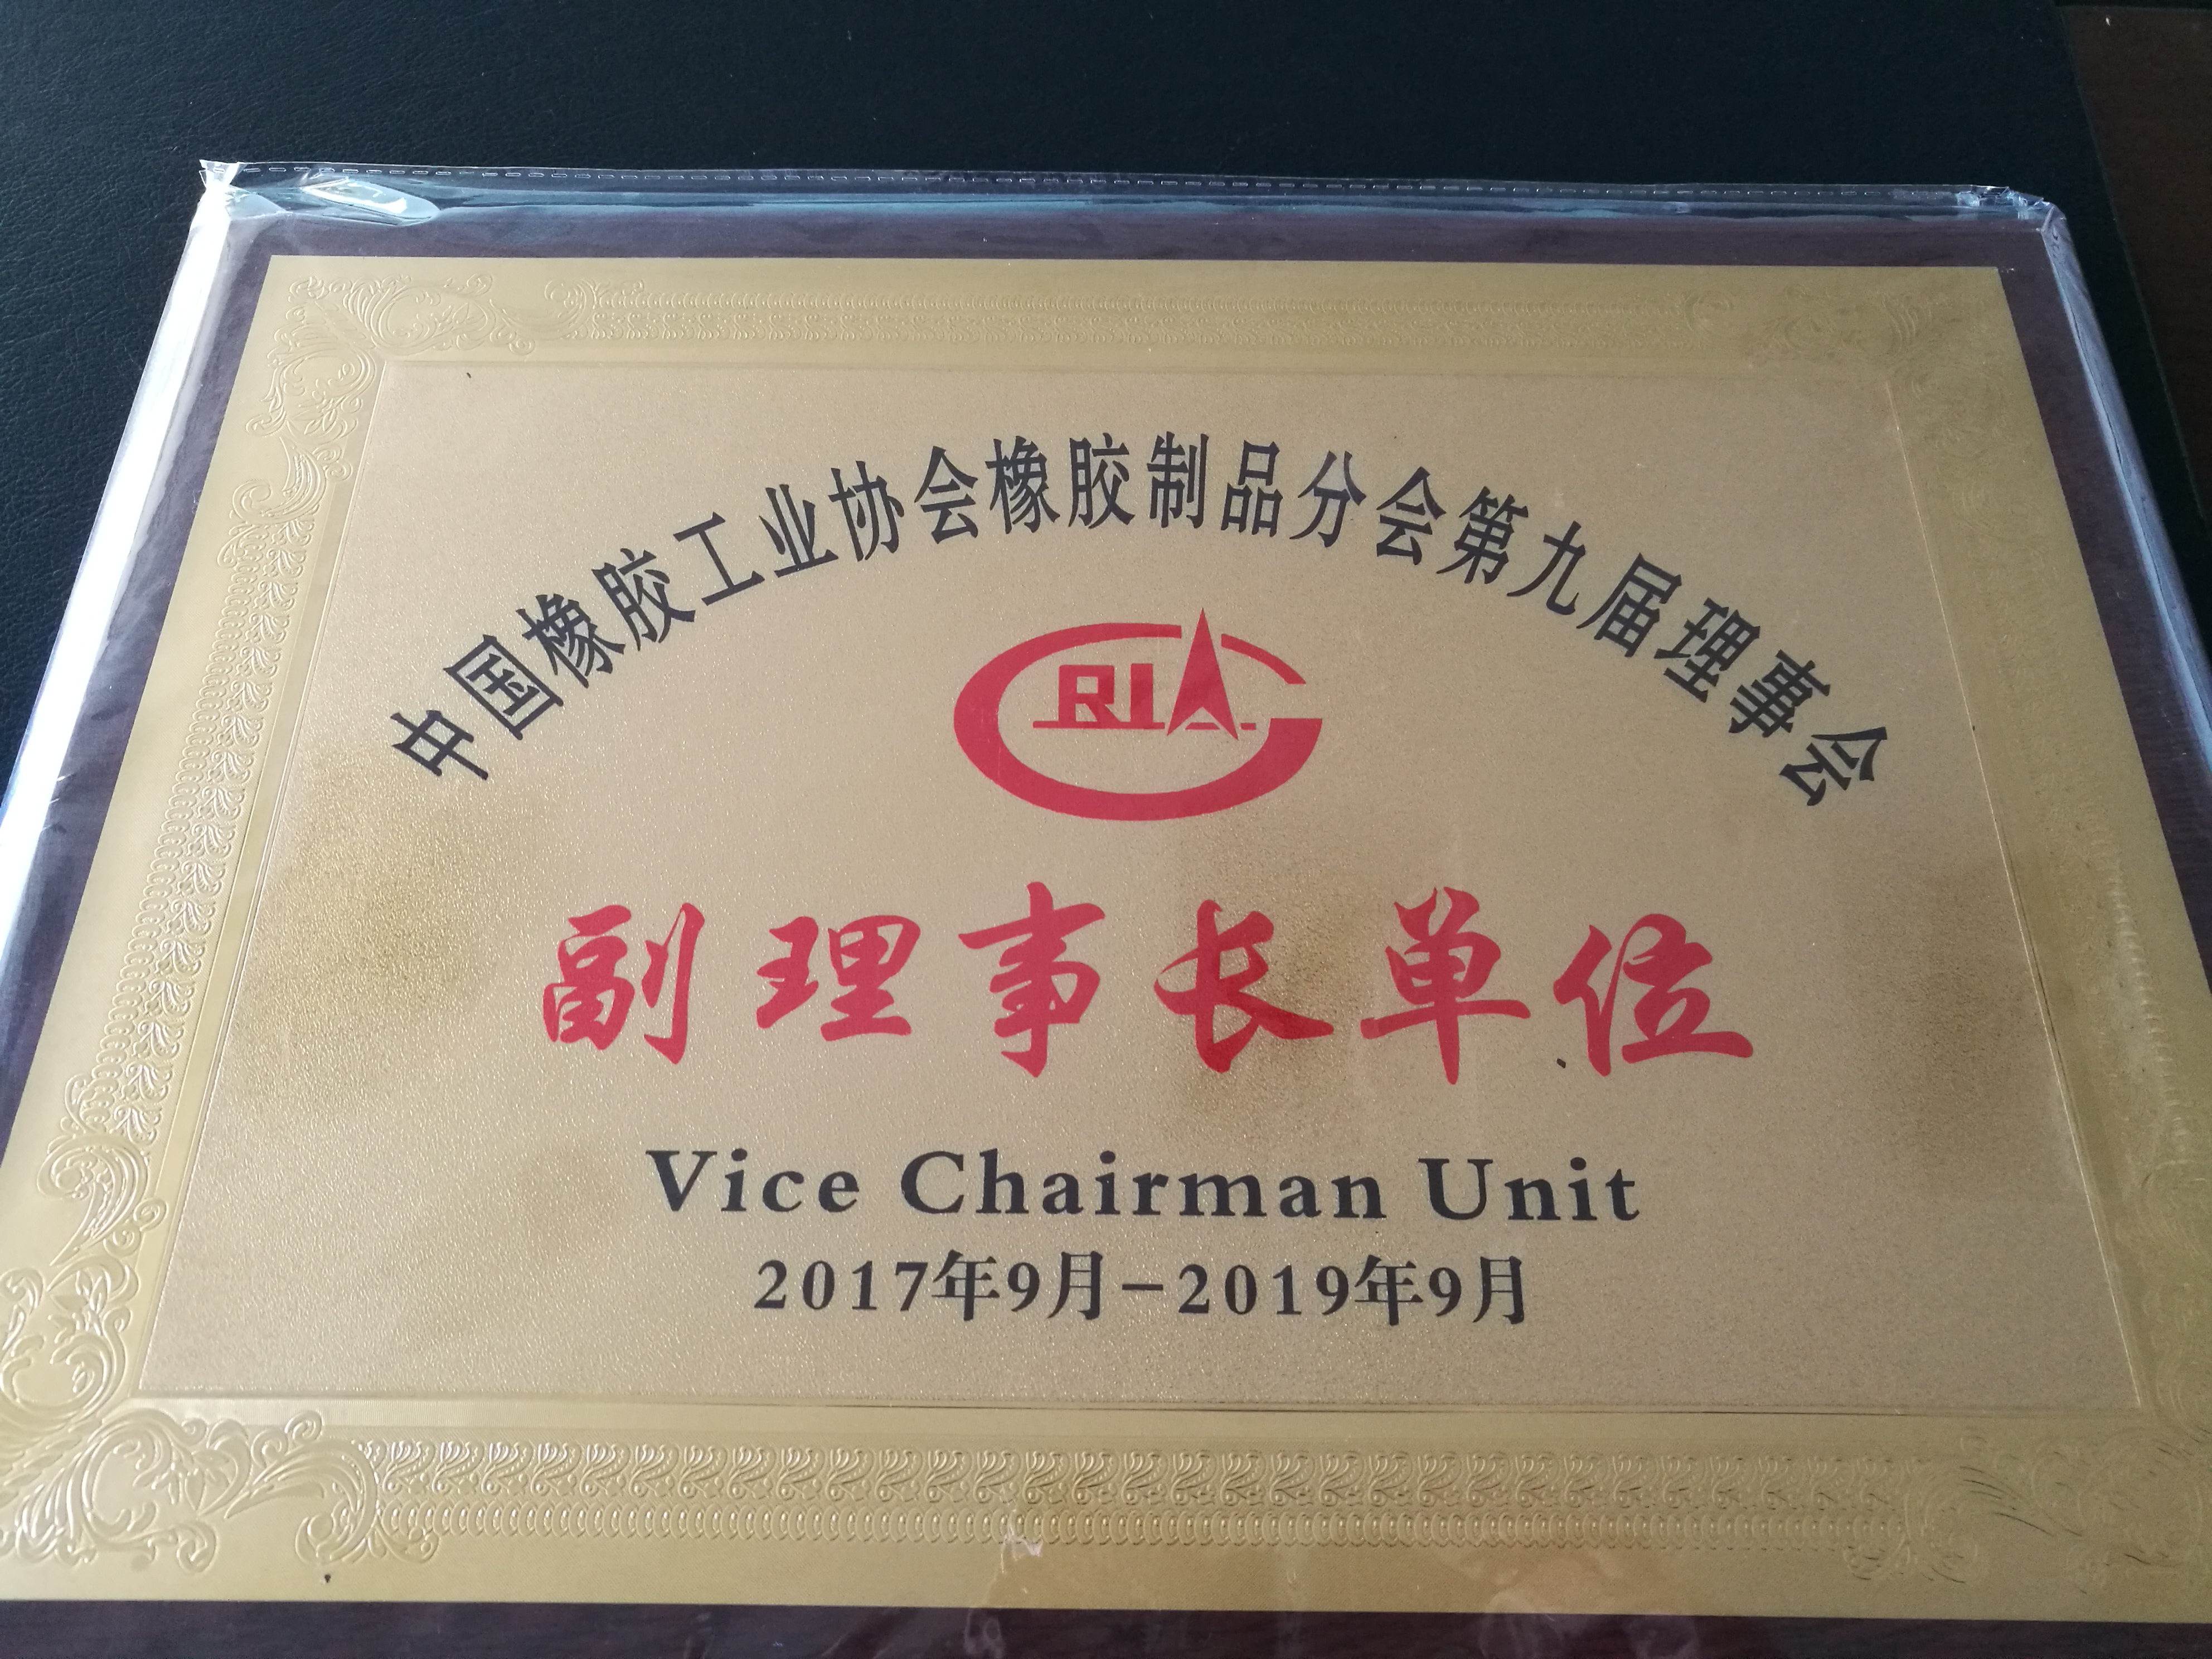 中国橡胶工业协会橡胶制品分会第九届理事会
CRIA
副理事长单位
Vice Chairman Unit
2017年9月-2019年9月